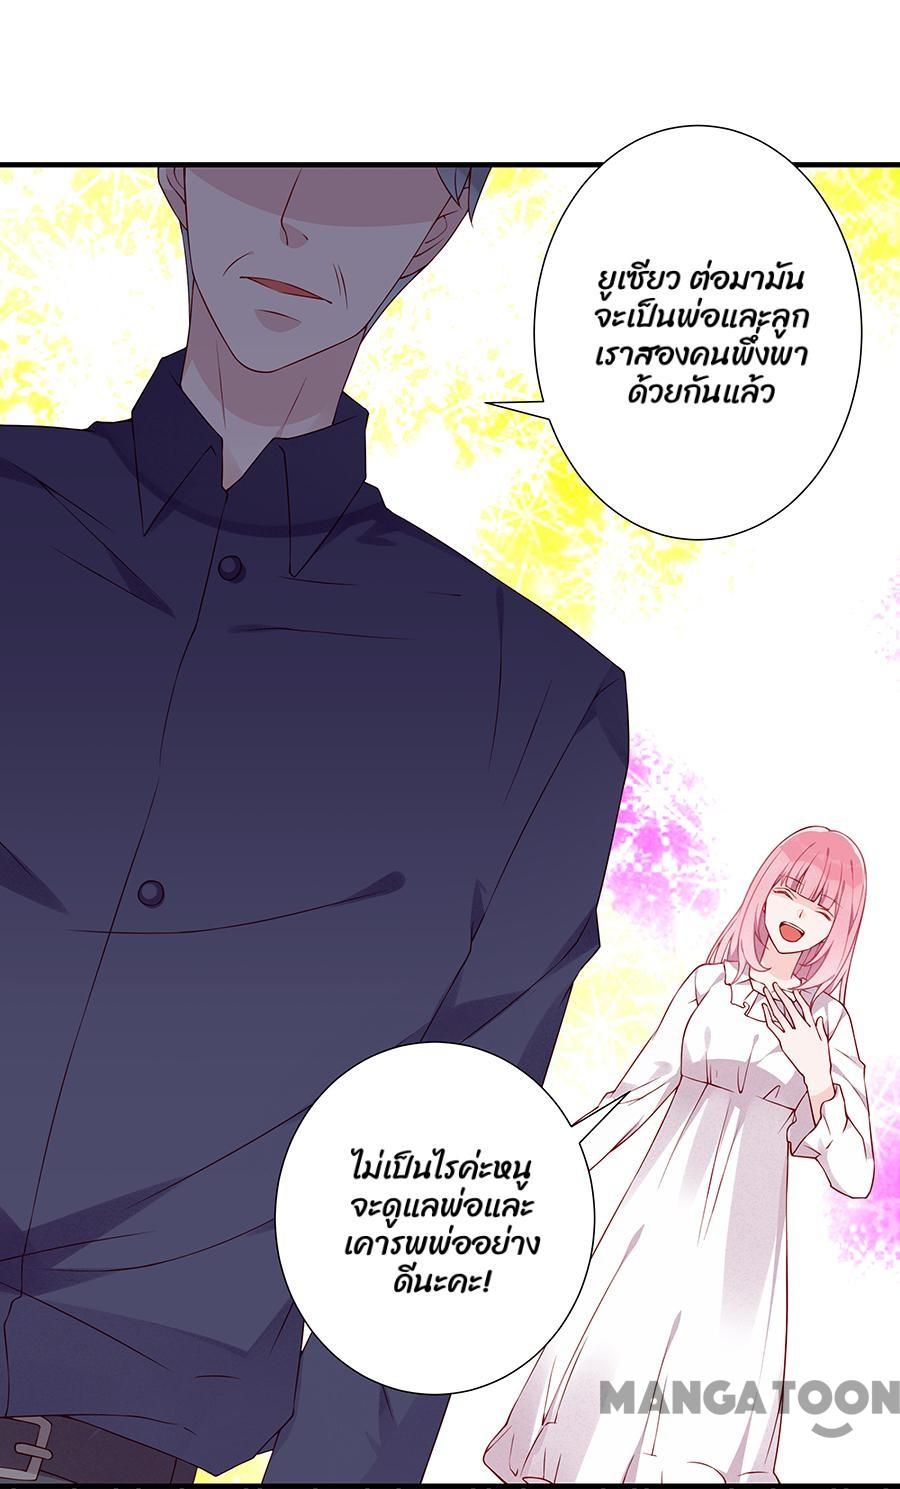 ยูเซียว ต่อมามัน
จะเป็นพ่อและลูก
เราสองคนพึ่งพา
ด้วยกันแล้ว
ไม่เป็นไรค่ะหนู
จะดูแลพ่อและ
เคารพพ่ออย่าง
ดีนะคะ!
MANGATOON